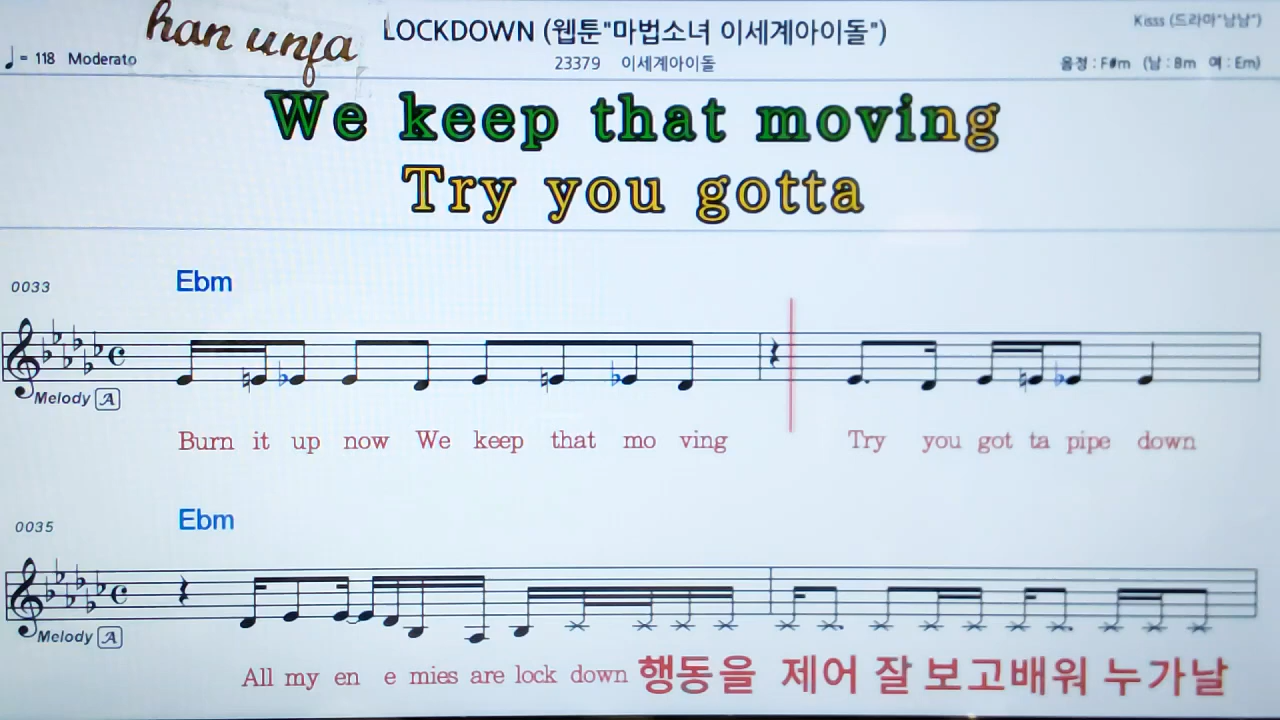 han unja
LOCKDOWN (웹툰"마법소녀 이세계아이돌")
Kisss (드라마"남남")
♩= 118 Moderato
23379 이세계아이돌
음정 : F#m (남 : Bm 여 : Em)
We keep that moving
Try you gotta
0033
Ebm
Melody A
Burn it up now We keep that mo ving Try you got ta pipe down
0035
Ebm
Melody A
All my en e mies are lock down 행동을 제어 잘 보고배워 누가날